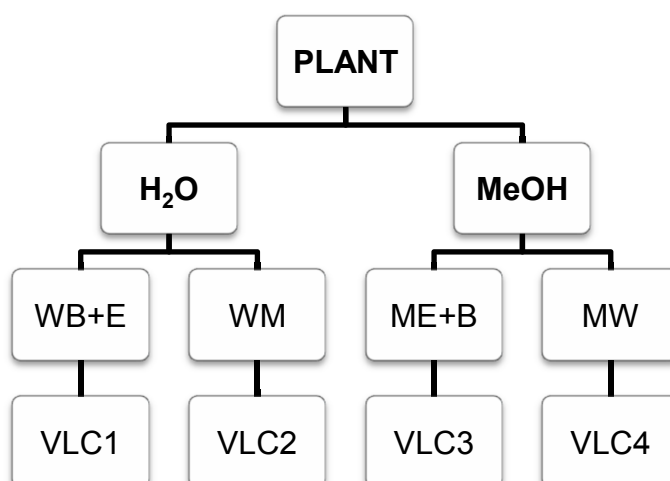 PLANT
H₂O
MeOH
WB+E
WM
ME+B
MW
VLC1
VLC2
VLC3
VLC4